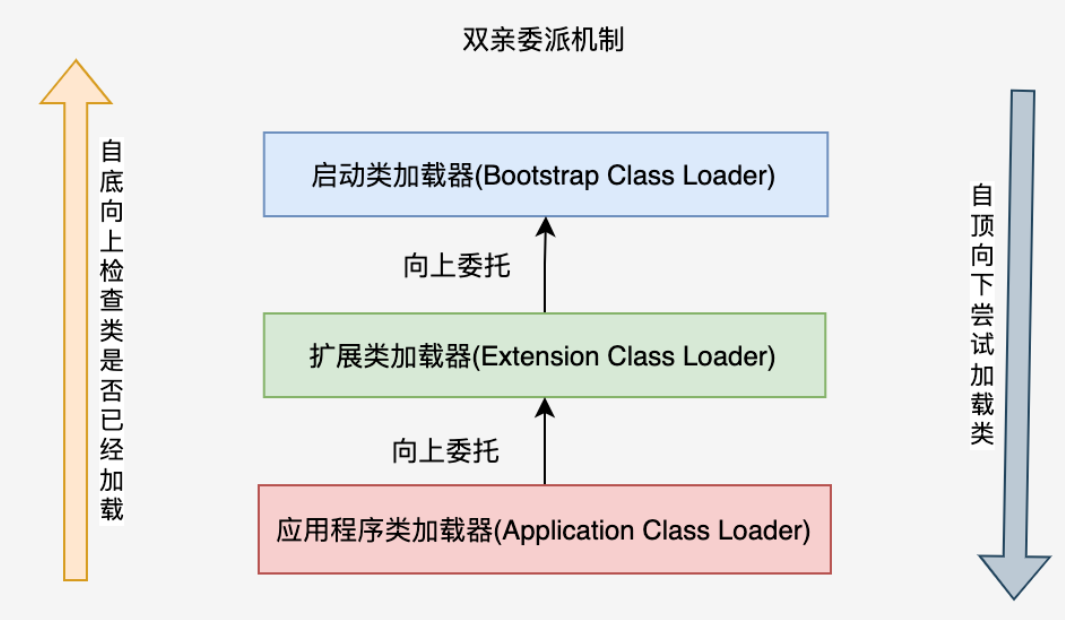 双亲委派机制
自底向上检查类是否已经加载
启动类加载器(Bootstrap Class Loader)
向上委托
扩展类加载器(Extension Class Loader)
向上委托
应用程序类加载器(Application Class Loader)
自顶向下尝试加载类